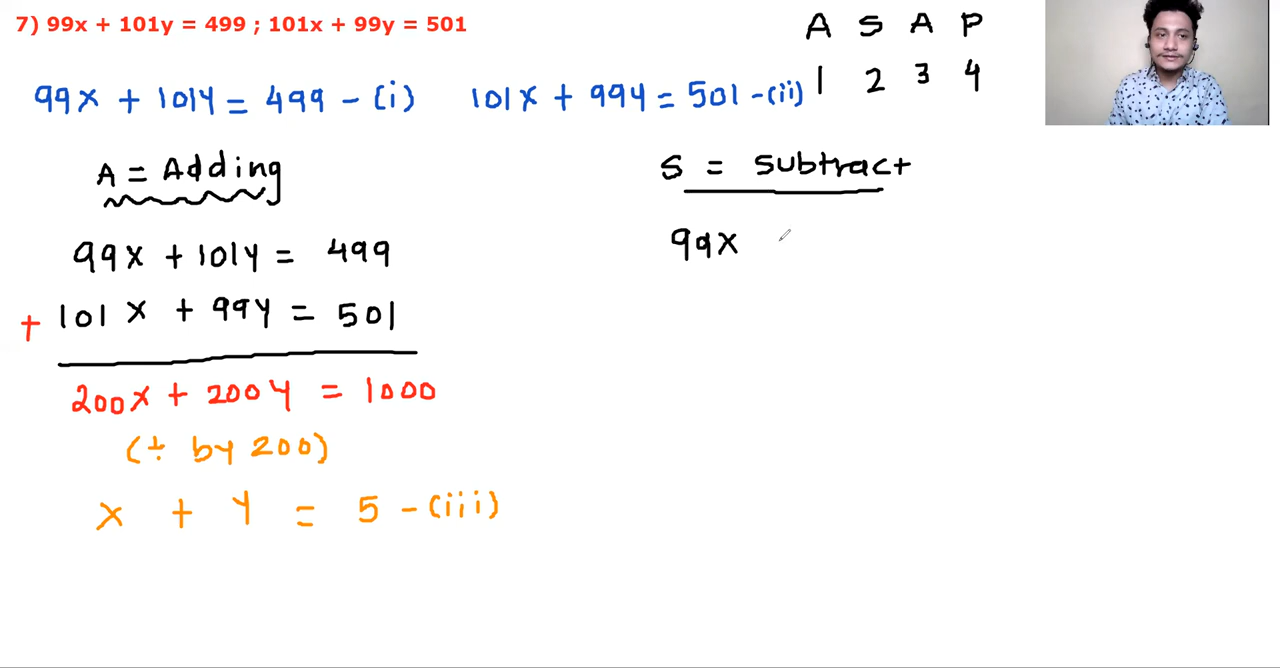 7) 99x + 101y = 499 ; 101x + 99y = 501
A S A P
1 2 3 4
99x + 101y = 499 - (i)
101x + 99y = 501 - (ii)
A = Adding
99x + 101y = 499
+ 101x + 99y = 501
200x + 200y = 1000
(÷ by 200)
x + y = 5 - (iii)
S = subtract
99x